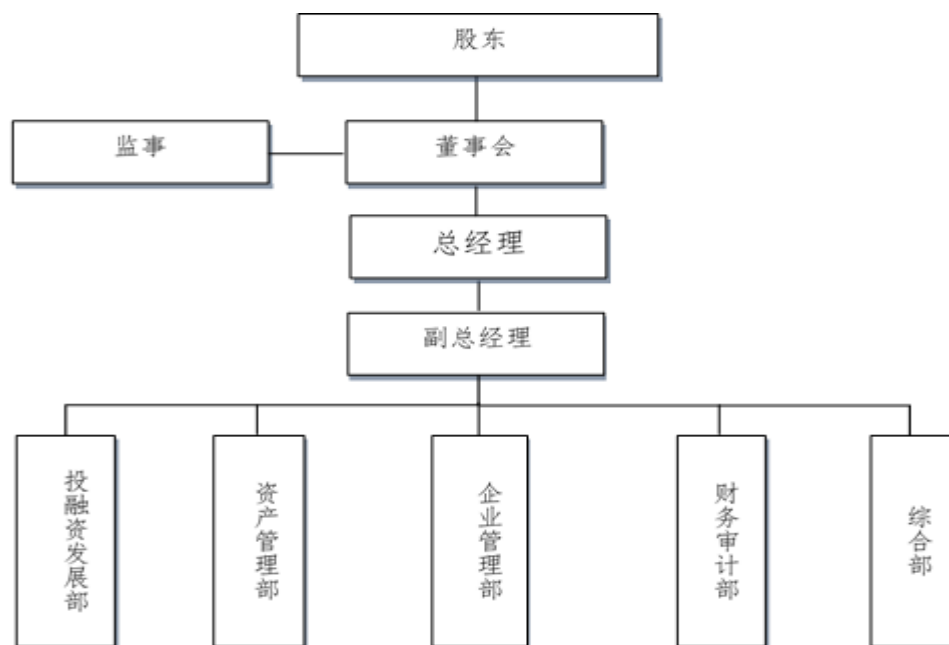 股东
监事
董事会
总经理
副总经理
投融资发展部
资产管理部
企业管理部
财务审计部
综合部